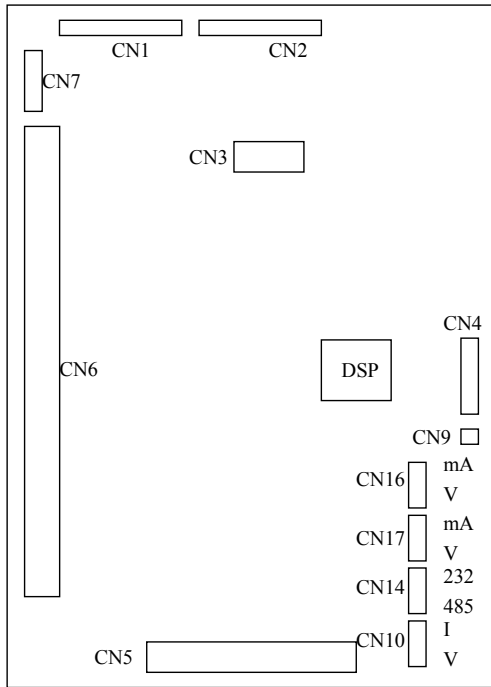 CN1
CN2
CN7
CN3
CN4
CN6
DSP
CN9
CN16
mA
V
CN17
mA
V
CN14
232
485
CN10
I
V
CN5